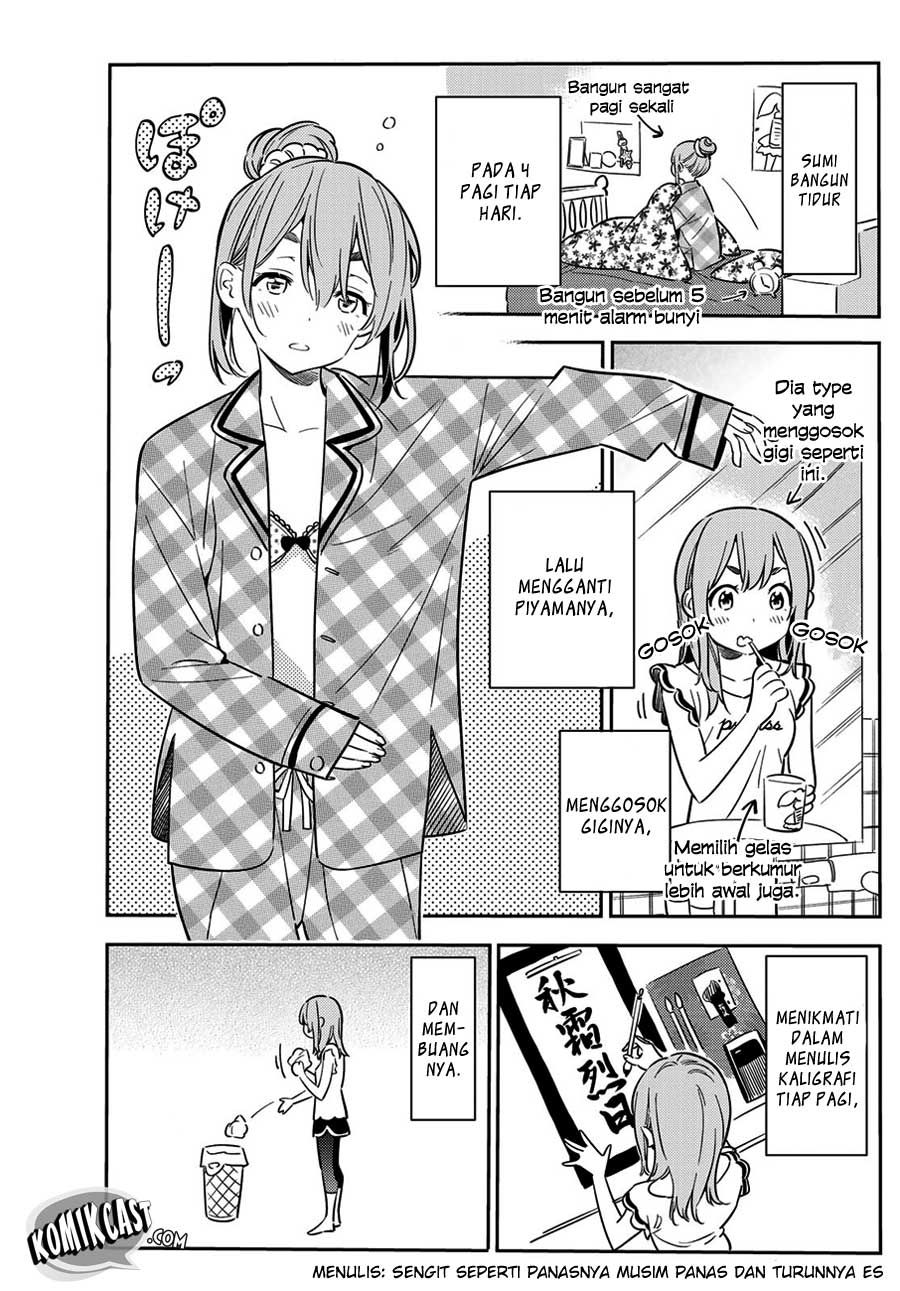 SUMI
BANGUN
TIDUR
Bangun sangat
pagi sekali
PADA 4
PAGI TIAP
HARI.
Bangun sebelum 5
menit alarm bunyi
ぽけーっ
LALU
MENGGANTI
PIYAMANYA,
Dia type
yang
menggosok
gigi seperti
ini.
GOSOK
GOSOK
MENGGOSOK
GIGINYA,
Memilih gelas
untuk berkumur
lebih awal juga.
MENIKMATI
DALAM
MENULIS
KALIGRAFI
TIAP PAGI,
秋霜烈日
DAN
MEM-
BUANG
NYA.
KOMIKCAST
.COM
MENULIS: SENGIT SEPERTI PANASNYA MUSIM PANAS DAN TURUNNYA ES